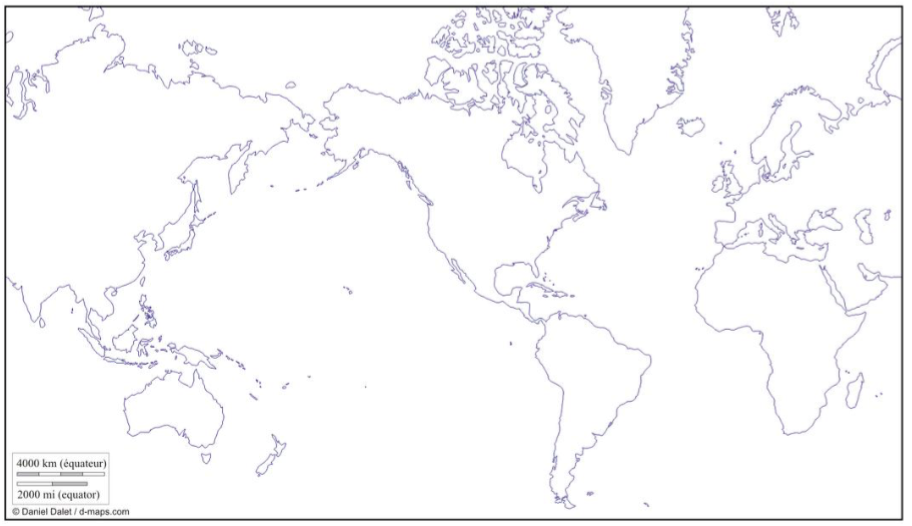 4000 km (équateur)
2000 mi (equator)
© Daniel Dalet / d-maps.com